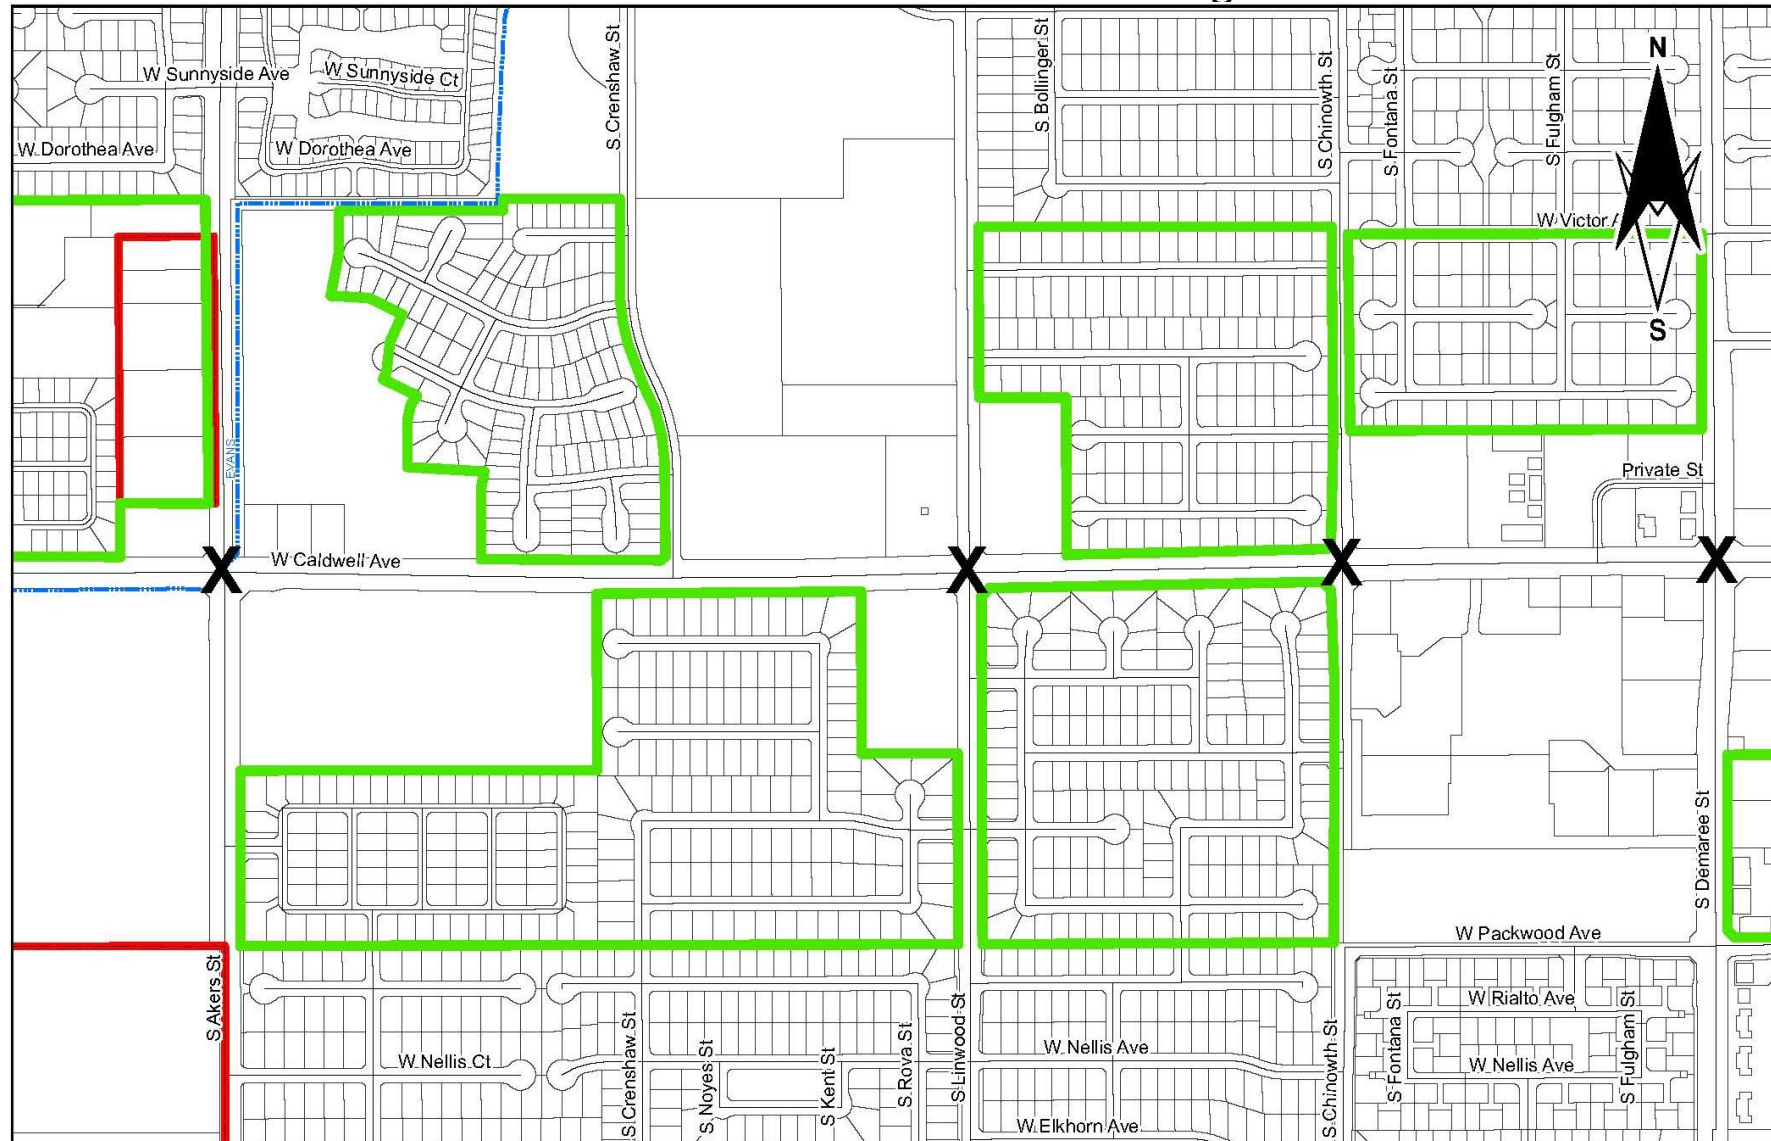 g
S Crenshaw St
S Bollinger St
S Chinowth St
S Fontana St
S Fulgham St
N
W Sunnyside Ave
W Sunnyside Ct
W Dorothea Ave
W Dorothea Ave
W Victor A
S
EVANS
Private St
W Caldwell Ave
X
X
X
X
S Demaree St
W Packwood Ave
S Akers St
S Crenshaw St
S Noyes St
S Kent St
S Rova St
S Linwood St
S Chinowth St
S Fontana St
S Fulgham St
W Rialto Ave
W Nellis Ct
W Nellis Ave
W Nellis Ave
W Elkhorn Ave